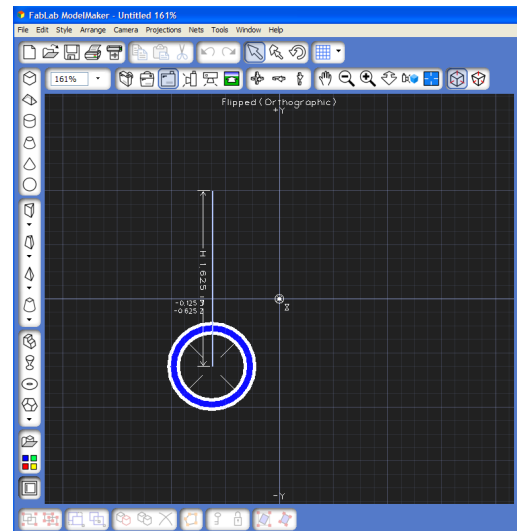 FabLab ModelMaker - Untitled 161%
File Edit Style Arrange Camera Projections Nets Tools Window Help
161%
Flipped (Orthographic)
+Y
H 1.625
-0.125
-0.625 Z
Z
-Y